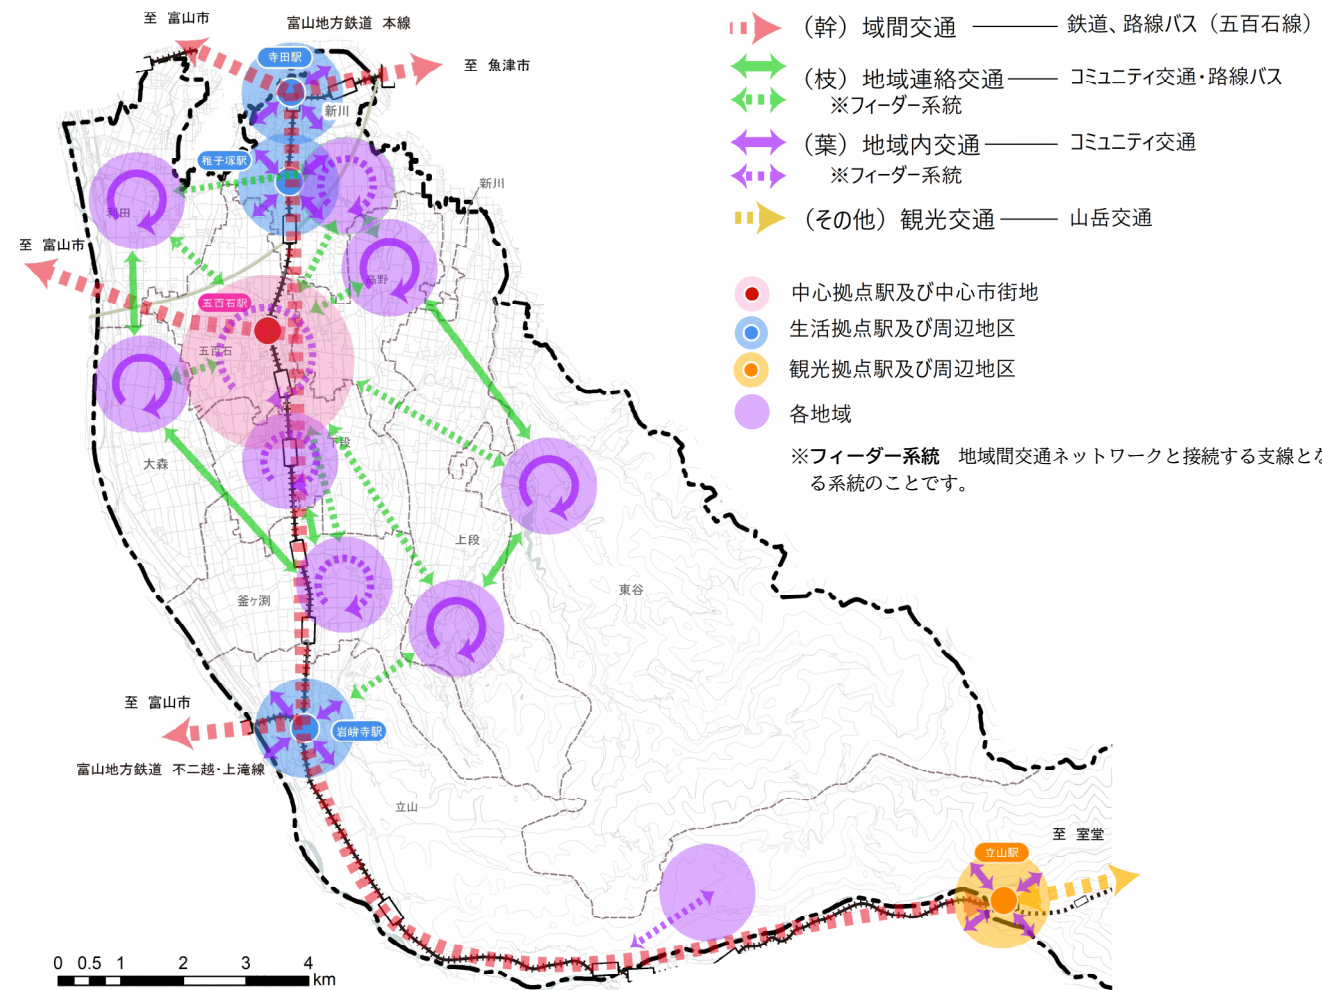 至 富山市
富山地方鉄道 本線
寺田駅
至 魚津市
新川
稚子塚駅
新川
利田
至 富山市
高野
五百石駅
五百石
下段
大森
上段
東谷
釜ヶ渕
至 富山市
岩峅寺駅
富山地方鉄道 不二越・上滝線
立山
至 室堂
立山駅
0 0.5 1 2 3 4
km
(幹)域間交通 鉄道、路線バス(五百石線)
(枝)地域連絡交通 コミュニティ交通・路線バス
※フィーダー系統
(葉)地域内交通 コミュニティ交通
※フィーダー系統
(その他)観光交通 山岳交通
中心拠点駅及び中心市街地
生活拠点駅及び周辺地区
観光拠点駅及び周辺地区
各地域
※フィーダー系統 地域間交通ネットワークと接続する支線とな
る系統のことです。